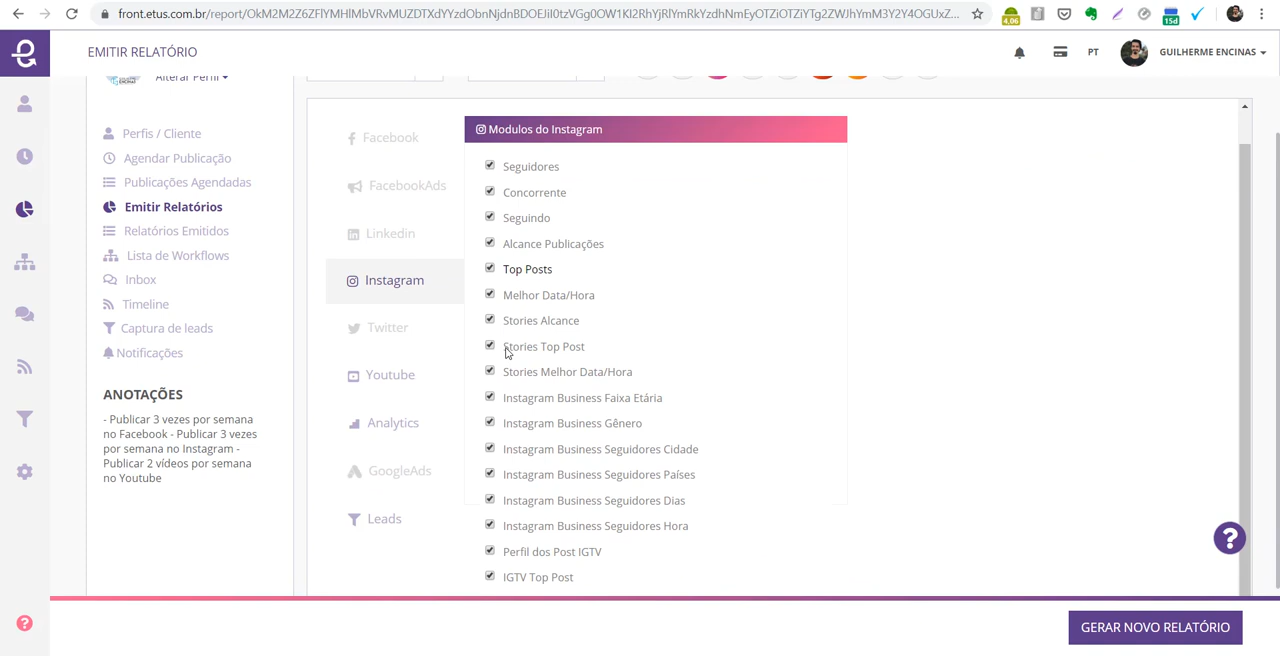 front.etus.com.br/report/OkM2M2Z6ZFlYMHlMbVRvMUZDTXdYYzdObnNjdnBDOEJiI0tzVGg0OW1KI2RhYjRlYmRkYzdhNmEyOTZiOTZiYTg2ZWJhYmM3Y2Y4OGUxZ...
4,06
15d
EMITIR RELATÓRIO
PT
GUILHERME ENCINAS
ENCINAS
Alterar Perfil
Perfis / Cliente
Agendar Publicação
Publicações Agendadas
Emitir Relatórios
Relatórios Emitidos
Lista de Workflows
Inbox
Timeline
Captura de leads
Notificações
ANOTAÇÕES
- Publicar 3 vezes por semana
no Facebook - Publicar 3 vezes
por semana no Instagram -
Publicar 2 vídeos por semana
no Youtube
Facebook
FacebookAds
Linkedin
Instagram
Twitter
Youtube
Analytics
GoogleAds
Leads
Modulos do Instagram
Seguidores
Concorrente
Seguindo
Alcance Publicações
Top Posts
Melhor Data/Hora
Stories Alcance
Stories Top Post
Stories Melhor Data/Hora
Instagram Business Faixa Etária
Instagram Business Gênero
Instagram Business Seguidores Cidade
Instagram Business Seguidores Países
Instagram Business Seguidores Dias
Instagram Business Seguidores Hora
Perfil dos Post IGTV
IGTV Top Post
?
?
GERAR NOVO RELATÓRIO